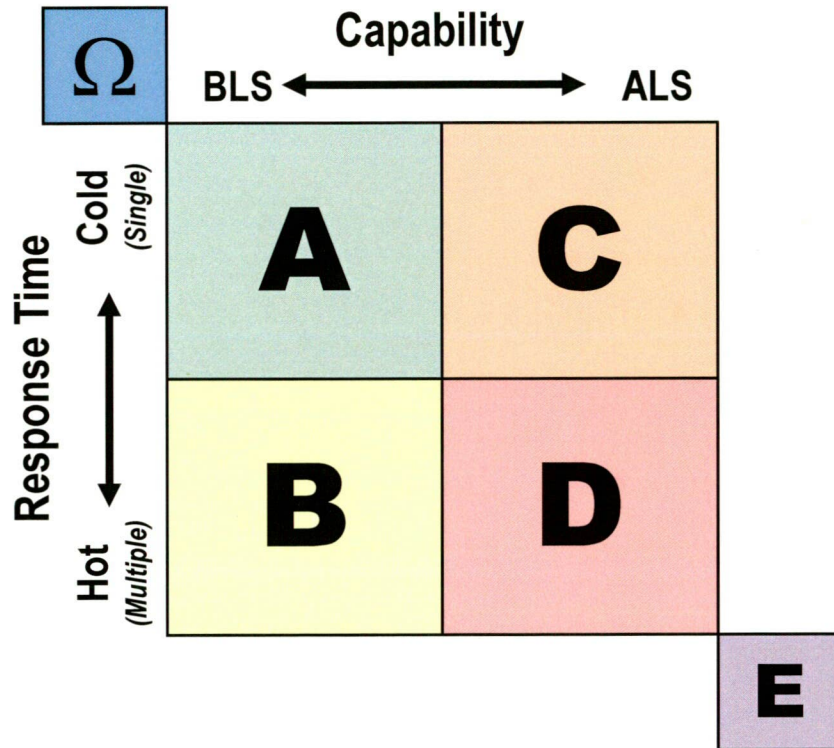 Ω
Capability
BLS
ALS
Response Time
Cold
(Single)
Hot
(Multiple)
A
C
B
D
E